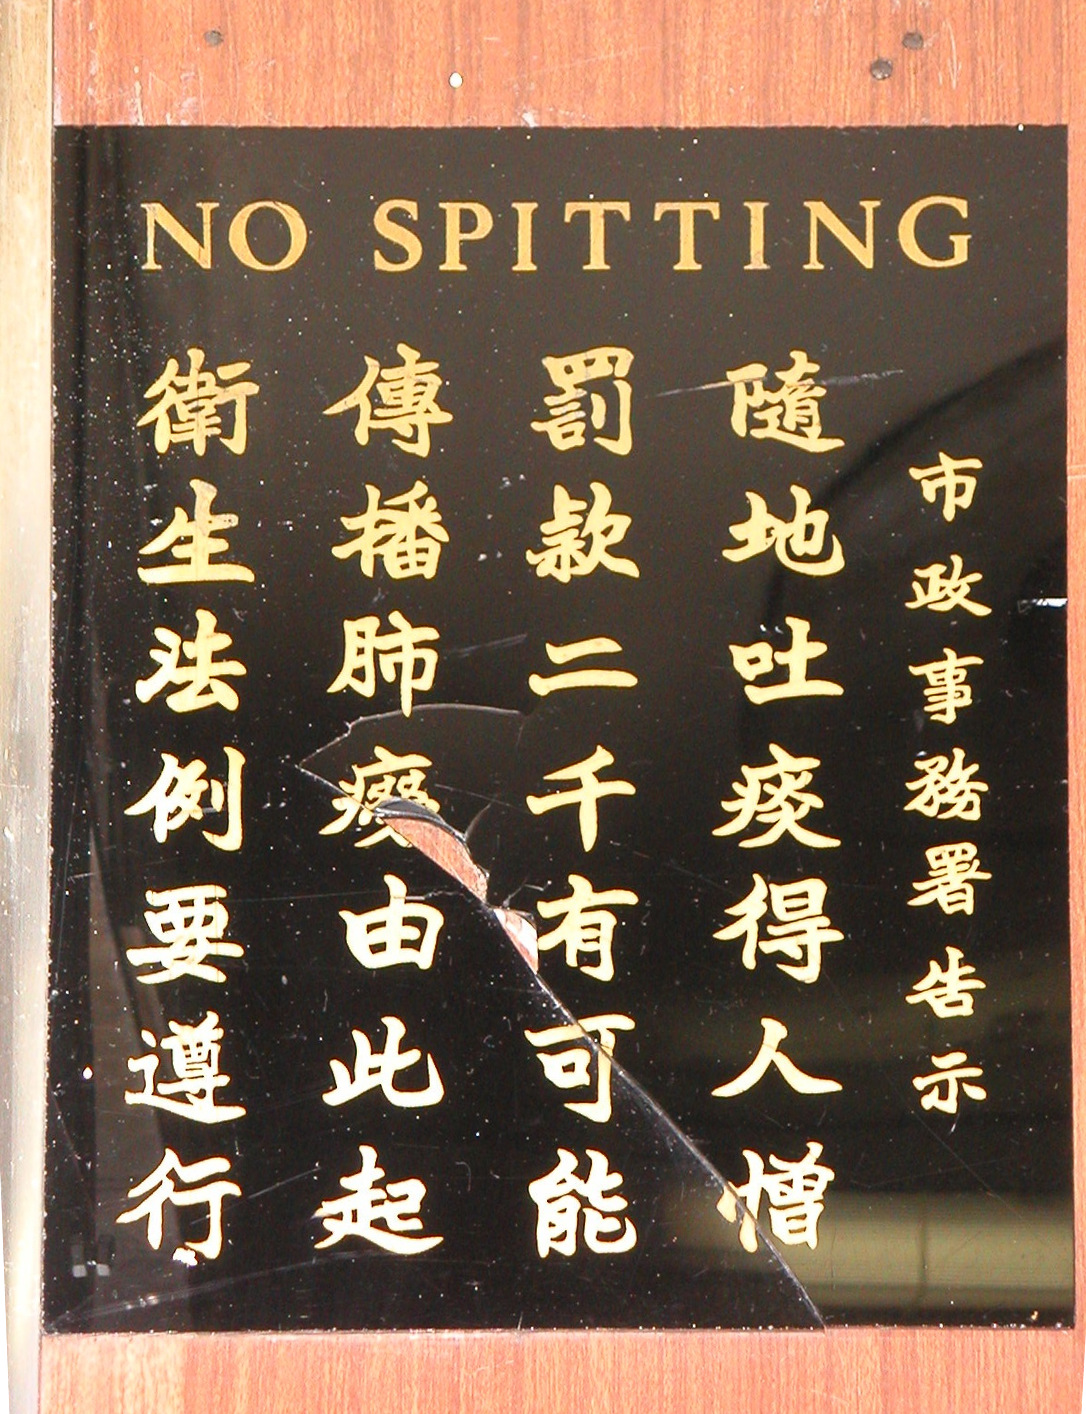 NO SPITTING
市政事務署告示
隨地吐痰得人憎
罰款二千有可能
傳播肺癆由此起
衛生法例要遵行